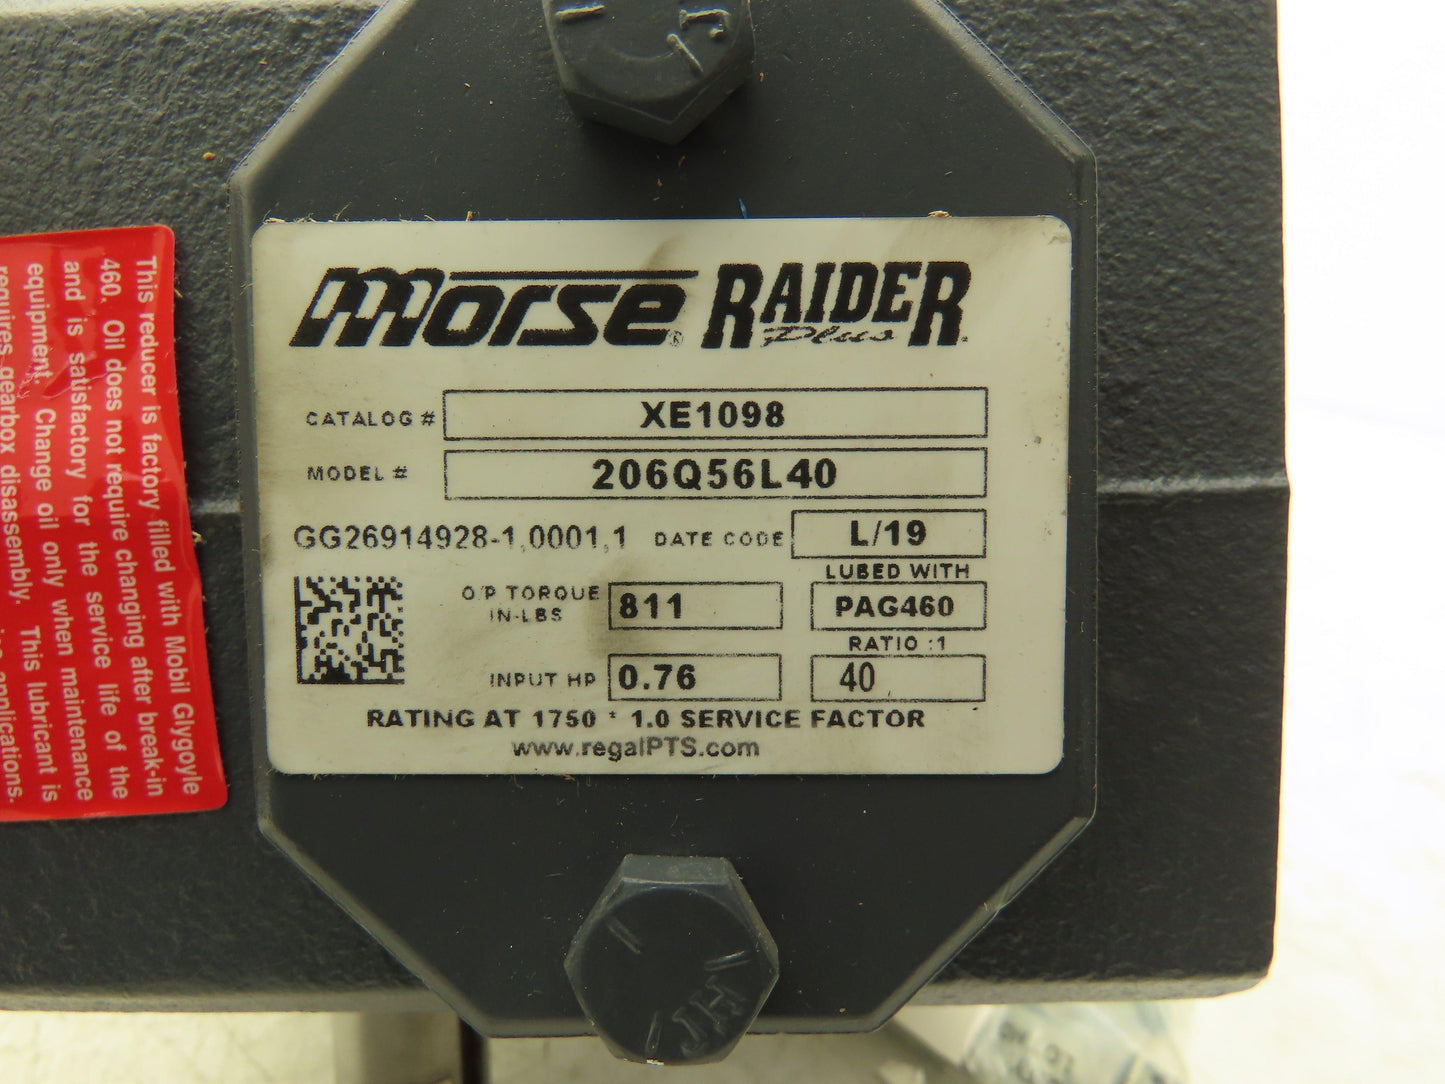 This reducer is factory filled with Mobil Glygoyle
460. Oil does not require changing after break-in
and is satisfactory for the service life of the
equipment. Change oil only when maintenance
requires gearbox disassembly. This lubricant is
applications.
morse® RAIDER
Plus
CATALOG # XE1098
MODEL # 206Q56L40
GG26914928-1,0001,1 DATE CODE L/19
LUBED WITH
O/P TORQUE
IN-LBS 811 PAG460
RATIO :1
INPUT HP 0.76 40
RATING AT 1750 * 1.0 SERVICE FACTOR
www.regalPTS.com